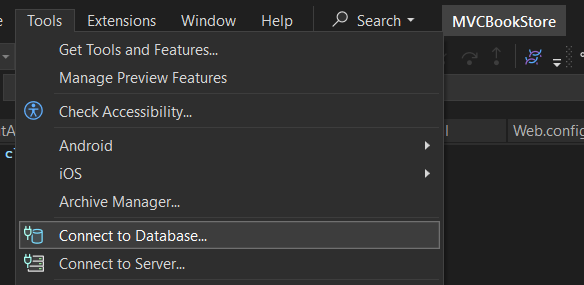 Tools Extensions Window Help Search MVCBookStore
Get Tools and Features...
Manage Preview Features
Check Accessibility...
Android
Web.config
iOS
Archive Manager...
Connect to Database...
Connect to Server...